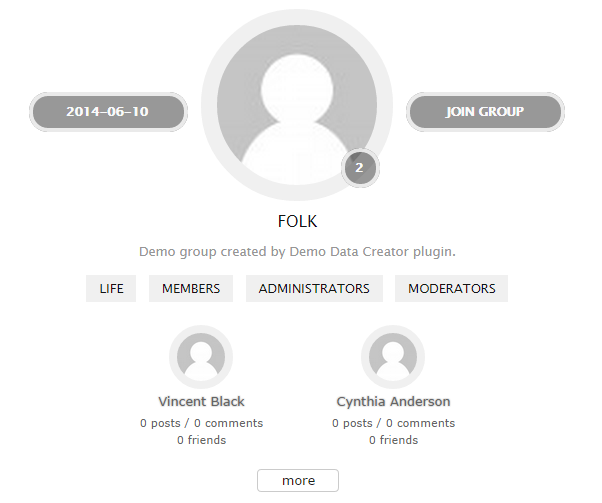 2014-06-10
JOIN GROUP
2
FOLK
Demo group created by Demo Data Creator plugin.
LIFE MEMBERS ADMINISTRATORS MODERATORS
Vincent Black Cynthia Anderson
0 posts / 0 comments 0 posts / 0 comments
0 friends 0 friends
more